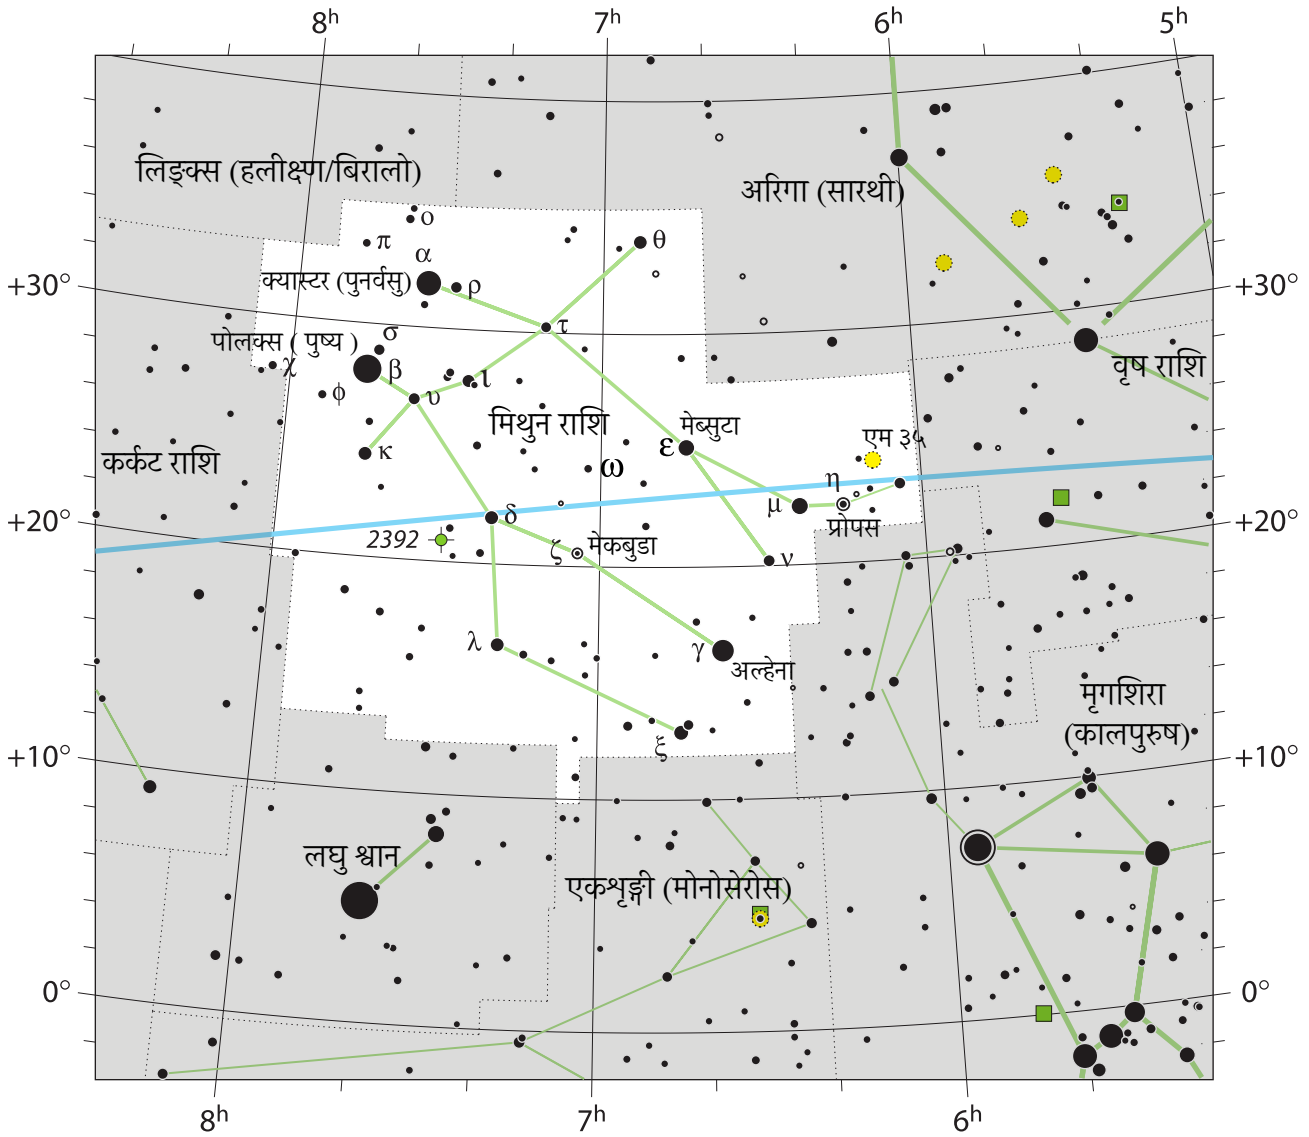 8h 7h 6h 5h
लिङ्क्स (हलीक्ष्ण/बिरालो)
अरिगा (सारथी)
ο
π
θ
α
क्यास्टर (पुनर्वसु)
ρ
+30°
+30°
τ
σ
पोलक्स ( पुष्य )
χ
β
ι
वृष राशि
φ
υ
मिथुन राशि
मेब्सुटा
ε
एम ३५
κ
कर्कट राशि
ω
η
μ
प्रोपस
+20°
δ
+20°
2392
ζ
मेकबुडा
ν
λ
γ
अल्हेना
मृगशिरा
(कालपुरुष)
ξ
+10°
+10°
लघु श्वान
एकशृङ्गी (मोनोसेरोस)
0°
0°
8h 7h 6h